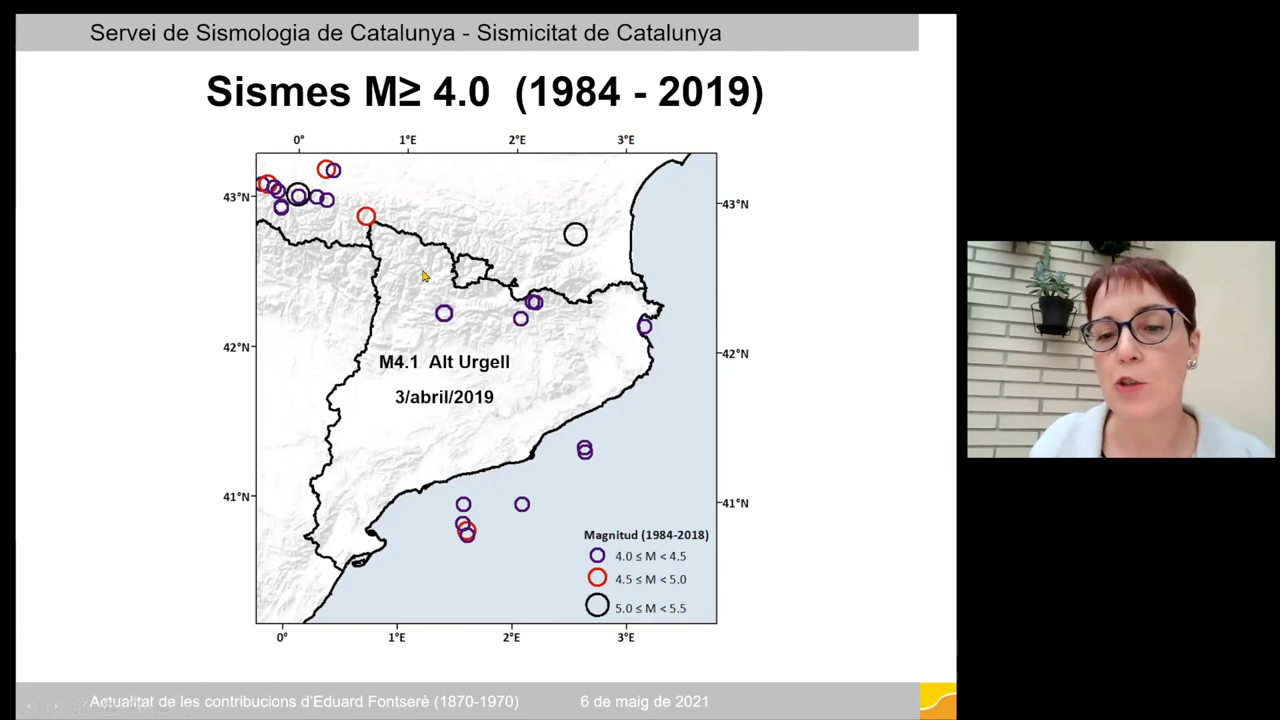 Servei de Sismologia de Catalunya - Sismicitat de Catalunya
Sismes M≥ 4.0 (1984 - 2019)
0° 1°E 2°E 3°E
43°N 43°N
42°N 42°N
M4.1 Alt Urgell
3/abril/2019
41°N 41°N
Magnitud (1984-2018)
4.0 ≤ M < 4.5
4.5 ≤ M < 5.0
5.0 ≤ M < 5.5
0° 1°E 2°E 3°E
Actualitat de les contribucions d'Eduard Fontserè (1870-1970) 6 de maig de 2021